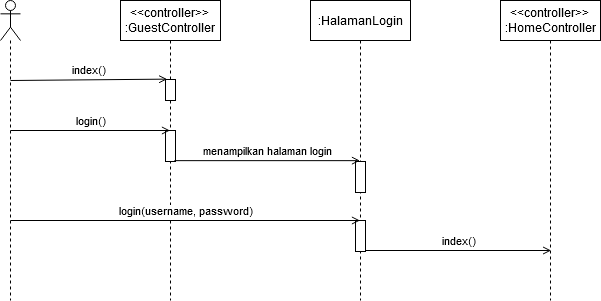 <<controller>>
:GuestController
:HalamanLogin
<<controller>>
:HomeController
index()
login()
menampilkan halaman login
login(username, password)
index()